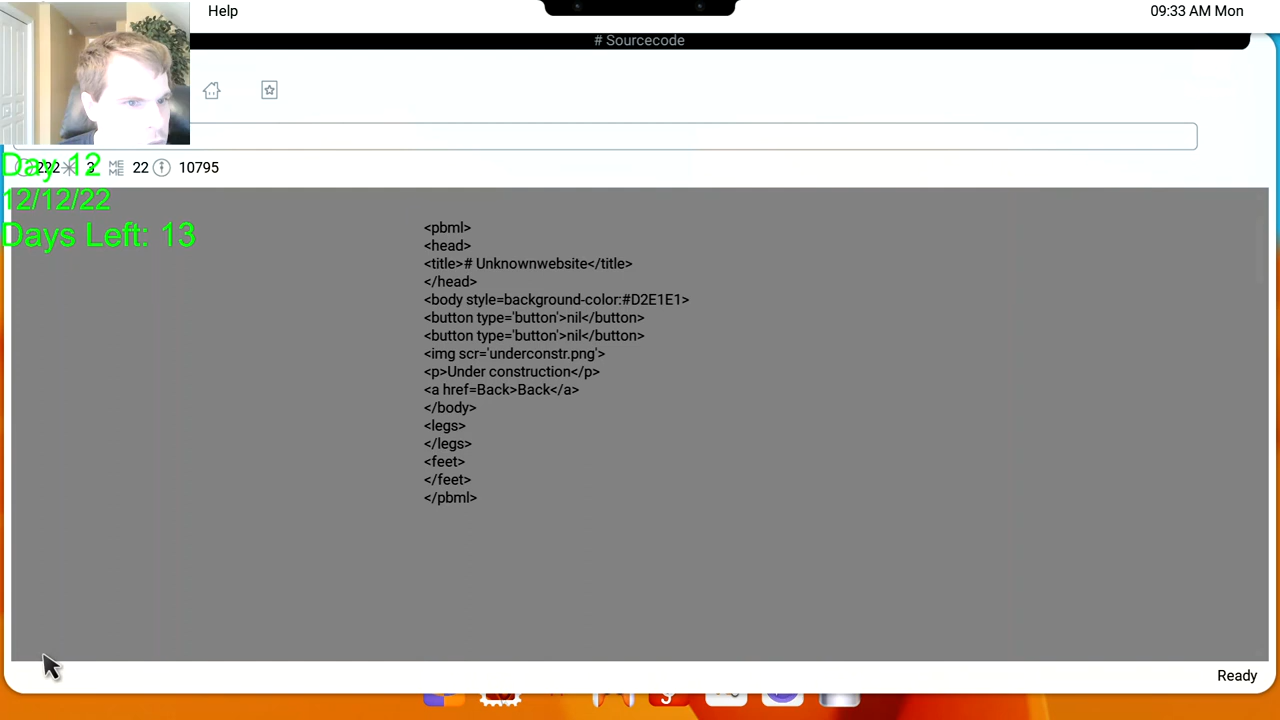 Help
09:33 AM Mon
# Sourcecode
222 3 22 10795
Day 12
12/12/22
Days Left: 13
<pbml>
<head>
<title># Unknownwebsite</title>
</head>
<body style=background-color:#D2E1E1>
<button type='button'>nil</button>
<button type='button'>nil</button>
<img scr='underconstr.png'>
<p>Under construction</p>
<a href=Back>Back</a>
</body>
<legs>
</legs>
<feet>
</feet>
</pbml>
Ready